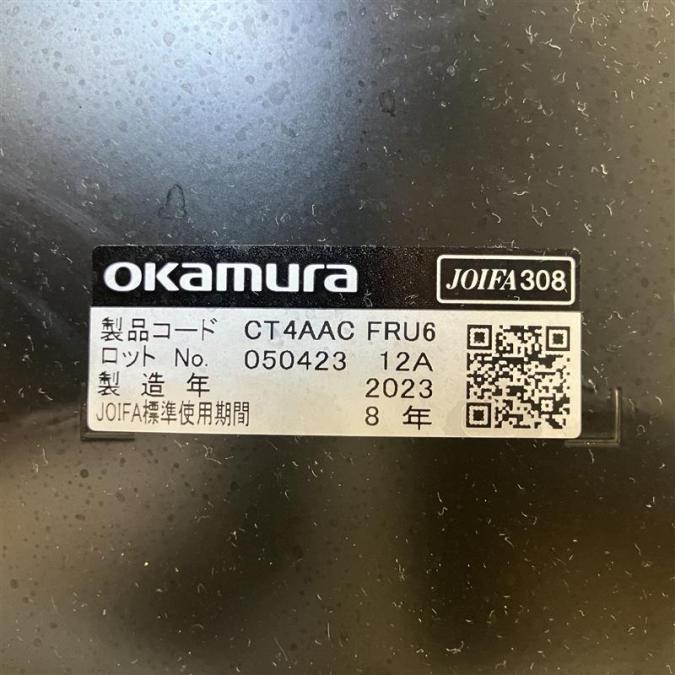 okamura JOIFA308
製品コード CT4AAC FRU6
ロット No. 050423 12A
製造年 2023
JOIFA標準使用期間 8年